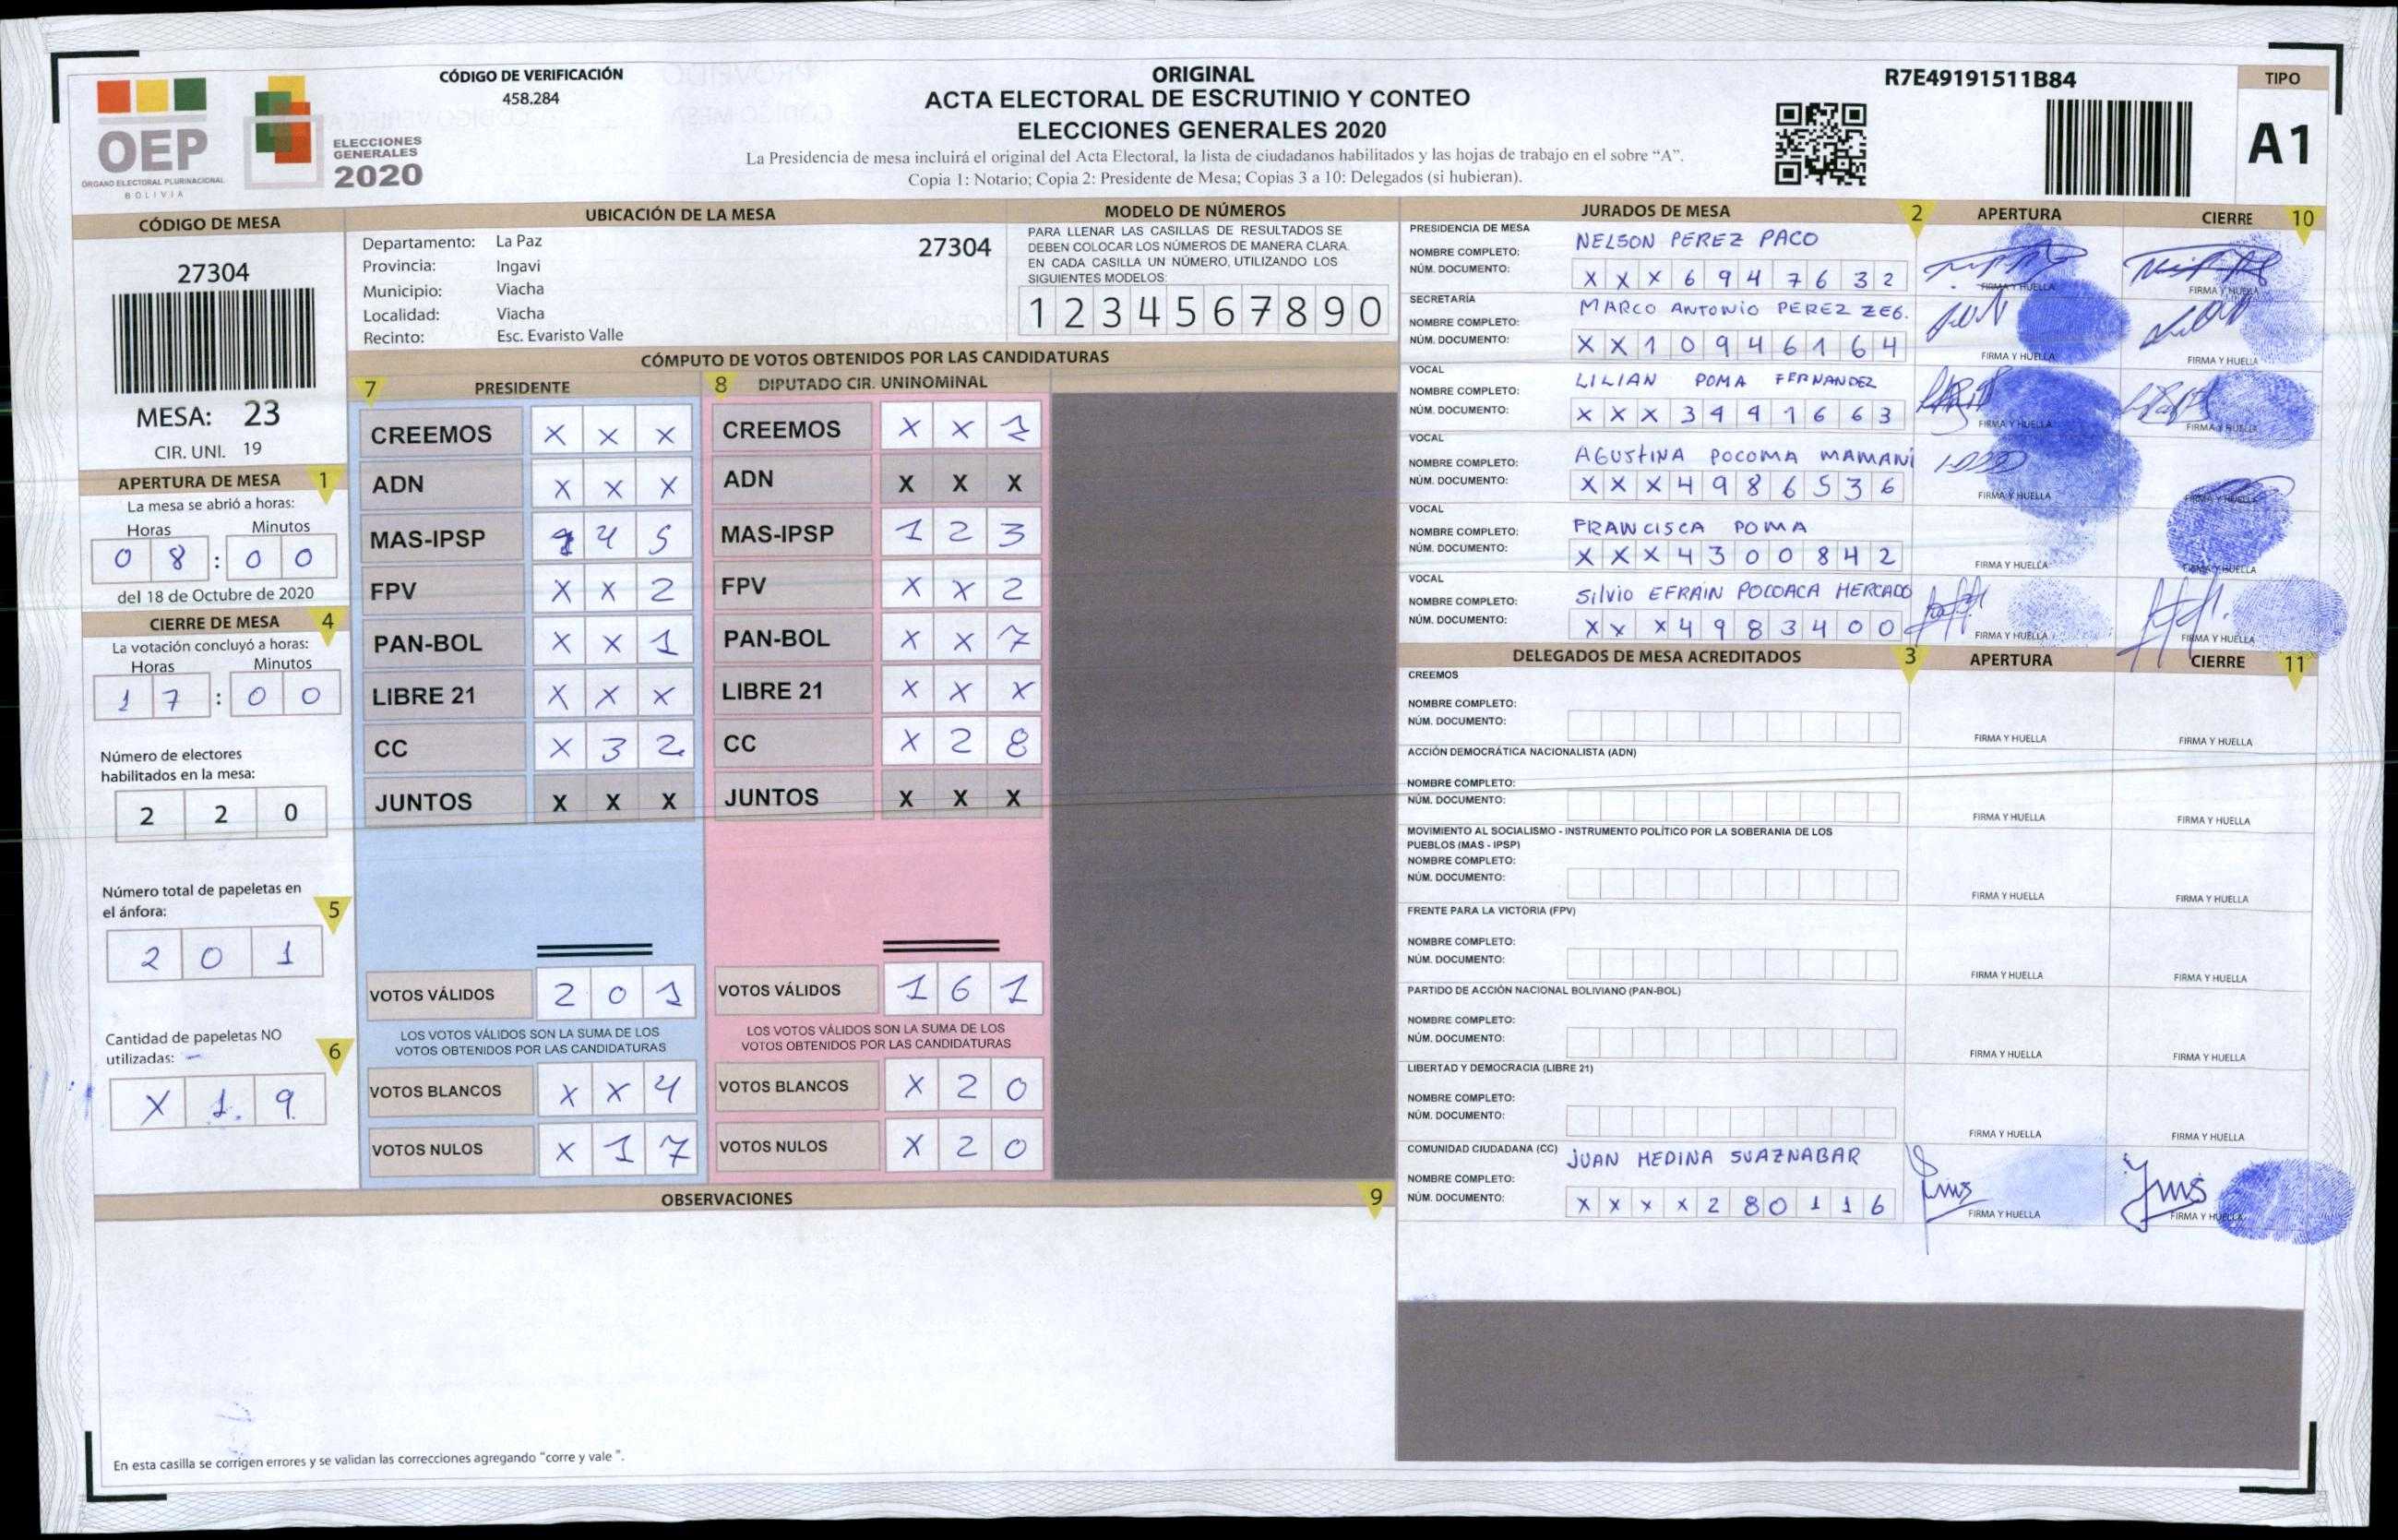 CÓDIGO DE VERIFICACIÓN
458.284
OEP
ÓRGANO ELECTORAL PLURINACIONAL
BOLIVIA
ELECCIONES
GENERALES
2020
ORIGINAL
ACTA ELECTORAL DE ESCRUTINIO Y CONTEO
ELECCIONES GENERALES 2020
La Presidencia de mesa incluirá el original del Acta Electoral, la lista de ciudadanos habilitados y las hojas de trabajo en el sobre “A”.
Copia 1: Notario; Copia 2: Presidente de Mesa; Copias 3 a 10: Delegados (si hubieran).
R7E49191511B84
TIPO
A1
CÓDIGO DE MESA
27304
MESA: 23
CIR. UNI. 19
APERTURA DE MESA 1
La mesa se abrió a horas:
Horas Minutos
0 8 : 0 0
del 18 de Octubre de 2020
CIERRE DE MESA 4
La votación concluyó a horas:
Horas Minutos
1 7 : 0 0
Número de electores
habilitados en la mesa:
2 2 0
Número total de papeletas en
el ánfora: 5
2 0 1
Cantidad de papeletas NO
utilizadas: 6
X 1 9
UBICACIÓN DE LA MESA
Departamento: La Paz 27304
Provincia: Ingavi
Municipio: Viacha
Localidad: Viacha
Recinto: Esc. Evaristo Valle
MODELO DE NÚMEROS
PARA LLENAR LAS CASILLAS DE RESULTADOS SE
DEBEN COLOCAR LOS NÚMEROS DE MANERA CLARA.
EN CADA CASILLA UN NÚMERO, UTILIZANDO LOS
SIGUIENTES MODELOS:
1 2 3 4 5 6 7 8 9 0
CÓMPUTO DE VOTOS OBTENIDOS POR LAS CANDIDATURAS
7 PRESIDENTE
CREEMOS X X X
ADN X X X
MAS-IPSP 1 4 5
FPV X X 2
PAN-BOL X X 1
LIBRE 21 X X X
CC X 3 2
JUNTOS X X X
VOTOS VÁLIDOS 2 0 1
LOS VOTOS VÁLIDOS SON LA SUMA DE LOS
VOTOS OBTENIDOS POR LAS CANDIDATURAS
VOTOS BLANCOS X X 4
VOTOS NULOS X 1 7
8 DIPUTADO CIR. UNINOMINAL
CREEMOS X X 1
ADN X X X
MAS-IPSP 1 2 3
FPV X X 2
PAN-BOL X X 7
LIBRE 21 X X X
CC X 2 8
JUNTOS X X X
VOTOS VÁLIDOS 1 6 1
LOS VOTOS VÁLIDOS SON LA SUMA DE LOS
VOTOS OBTENIDOS POR LAS CANDIDATURAS
VOTOS BLANCOS X 2 0
VOTOS NULOS X 2 0
OBSERVACIONES 9
En esta casilla se corrigen errores y se validan las correcciones agregando “corre y vale ”.
JURADOS DE MESA 2 APERTURA CIERRE 10
PRESIDENCIA DE MESA
NOMBRE COMPLETO: NELSON PEREZ PACO
NÚM. DOCUMENTO: X X X 6 9 4 7 6 3 2
FIRMA Y HUELLA FIRMA Y HUELLA
SECRETARÍA
NOMBRE COMPLETO: MARCO ANTONIO PEREZ ZEG.
NÚM. DOCUMENTO: X X 1 0 9 4 6 1 6 4
FIRMA Y HUELLA FIRMA Y HUELLA
VOCAL
NOMBRE COMPLETO: LILIAN POMA FERNANDEZ
NÚM. DOCUMENTO: X X X 3 4 4 1 6 6 3
FIRMA Y HUELLA FIRMA Y HUELLA
VOCAL
NOMBRE COMPLETO: AGUSTINA POCOMA MAMANI
NÚM. DOCUMENTO: X X X 4 9 8 6 5 3 6
FIRMA Y HUELLA FIRMA Y HUELLA
VOCAL
NOMBRE COMPLETO: FRANCISCA POMA
NÚM. DOCUMENTO: X X X 4 3 0 0 8 4 2
FIRMA Y HUELLA FIRMA Y HUELLA
VOCAL
NOMBRE COMPLETO: Silvio EFRAIN POCOACA MERCADO
NÚM. DOCUMENTO: X X X 4 9 8 3 4 0 0
FIRMA Y HUELLA FIRMA Y HUELLA
DELEGADOS DE MESA ACREDITADOS 3 APERTURA CIERRE 11
CREEMOS
NOMBRE COMPLETO:
NÚM. DOCUMENTO:
FIRMA Y HUELLA FIRMA Y HUELLA
ACCIÓN DEMOCRÁTICA NACIONALISTA (ADN)
NOMBRE COMPLETO:
NÚM. DOCUMENTO:
FIRMA Y HUELLA FIRMA Y HUELLA
MOVIMIENTO AL SOCIALISMO - INSTRUMENTO POLÍTICO POR LA SOBERANIA DE LOS
PUEBLOS (MAS - IPSP)
NOMBRE COMPLETO:
NÚM. DOCUMENTO:
FIRMA Y HUELLA FIRMA Y HUELLA
FRENTE PARA LA VICTORIA (FPV)
NOMBRE COMPLETO:
NÚM. DOCUMENTO:
FIRMA Y HUELLA FIRMA Y HUELLA
PARTIDO DE ACCIÓN NACIONAL BOLIVIANO (PAN-BOL)
NOMBRE COMPLETO:
NÚM. DOCUMENTO:
FIRMA Y HUELLA FIRMA Y HUELLA
LIBERTAD Y DEMOCRACIA (LIBRE 21)
NOMBRE COMPLETO:
NÚM. DOCUMENTO:
FIRMA Y HUELLA FIRMA Y HUELLA
COMUNIDAD CIUDADANA (CC)
NOMBRE COMPLETO: JUAN MEDINA SUAZNABAR
NÚM. DOCUMENTO: X X X X 2 8 0 1 1 6
FIRMA Y HUELLA FIRMA Y HUELLA